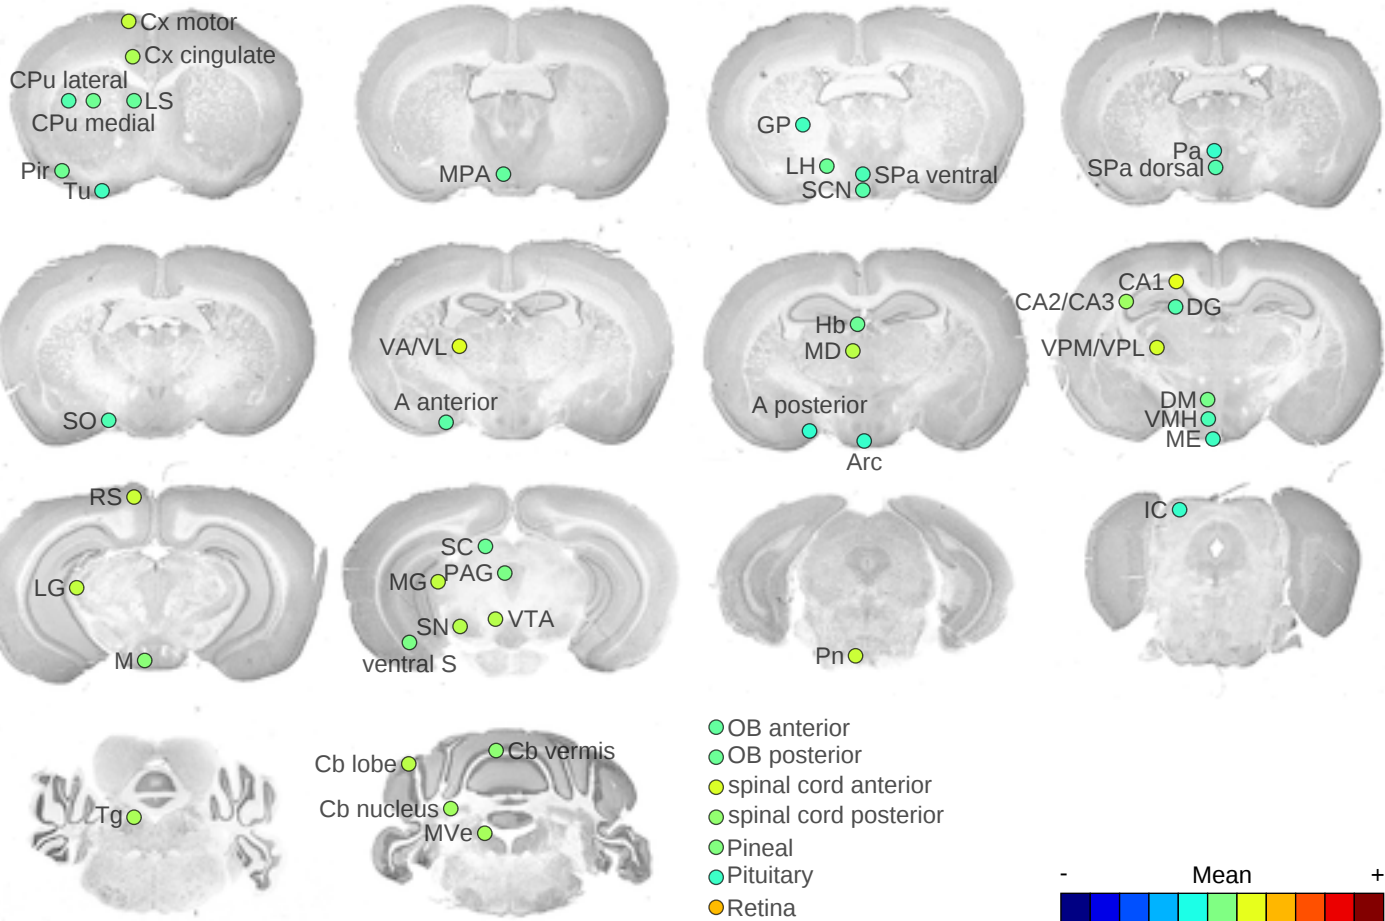 Cx motor
Cx cingulate
CPu lateral
LS
CPu medial
Pir
Tu
MPA
GP
LH
SPa ventral
SCN
Pa
SPa dorsal
SO
VA/VL
A anterior
Hb
MD
A posterior
Arc
CA1
CA2/CA3
DG
VPM/VPL
DM
VMH
ME
RS
LG
M
SC
PAG
MG
VTA
SN
ventral S
Pn
IC
Tg
Cb lobe
Cb vermis
Cb nucleus
MVe
OB anterior
OB posterior
spinal cord anterior
spinal cord posterior
Pineal
Pituitary
Retina
- Mean +